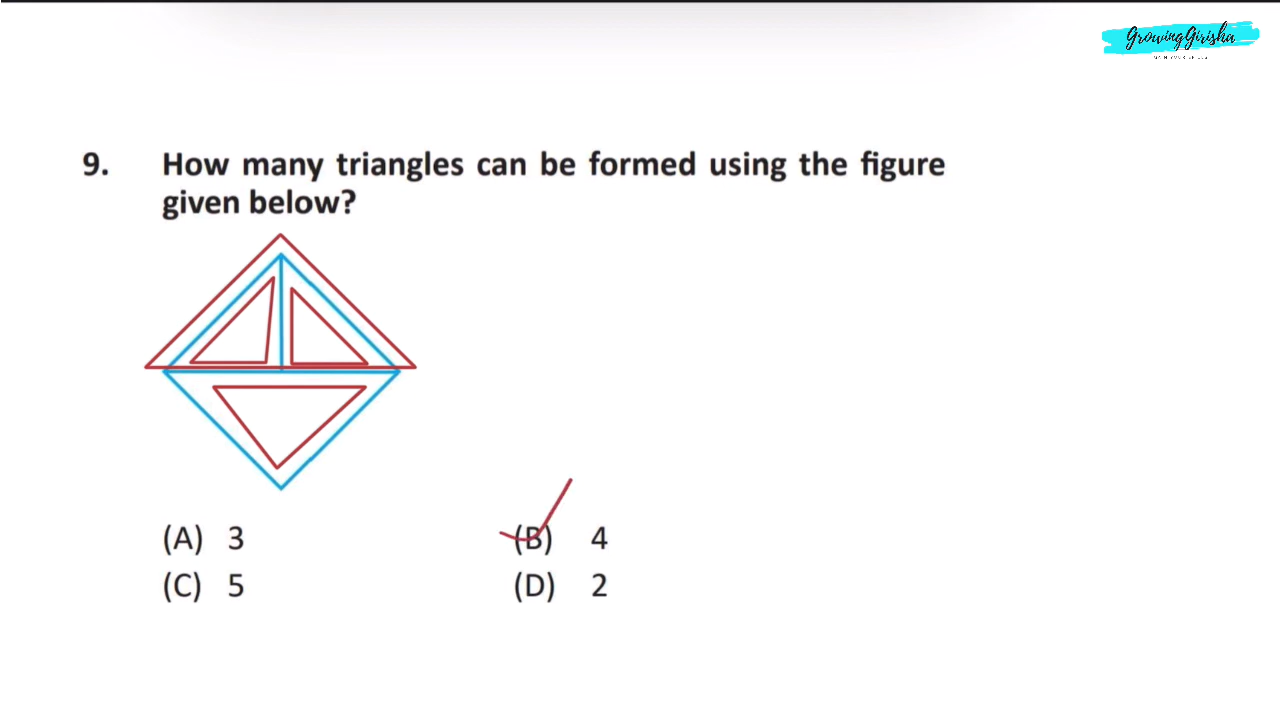 GrowingGirisha
9. How many triangles can be formed using the figure
given below?
(A) 3 (B) 4
(C) 5 (D) 2